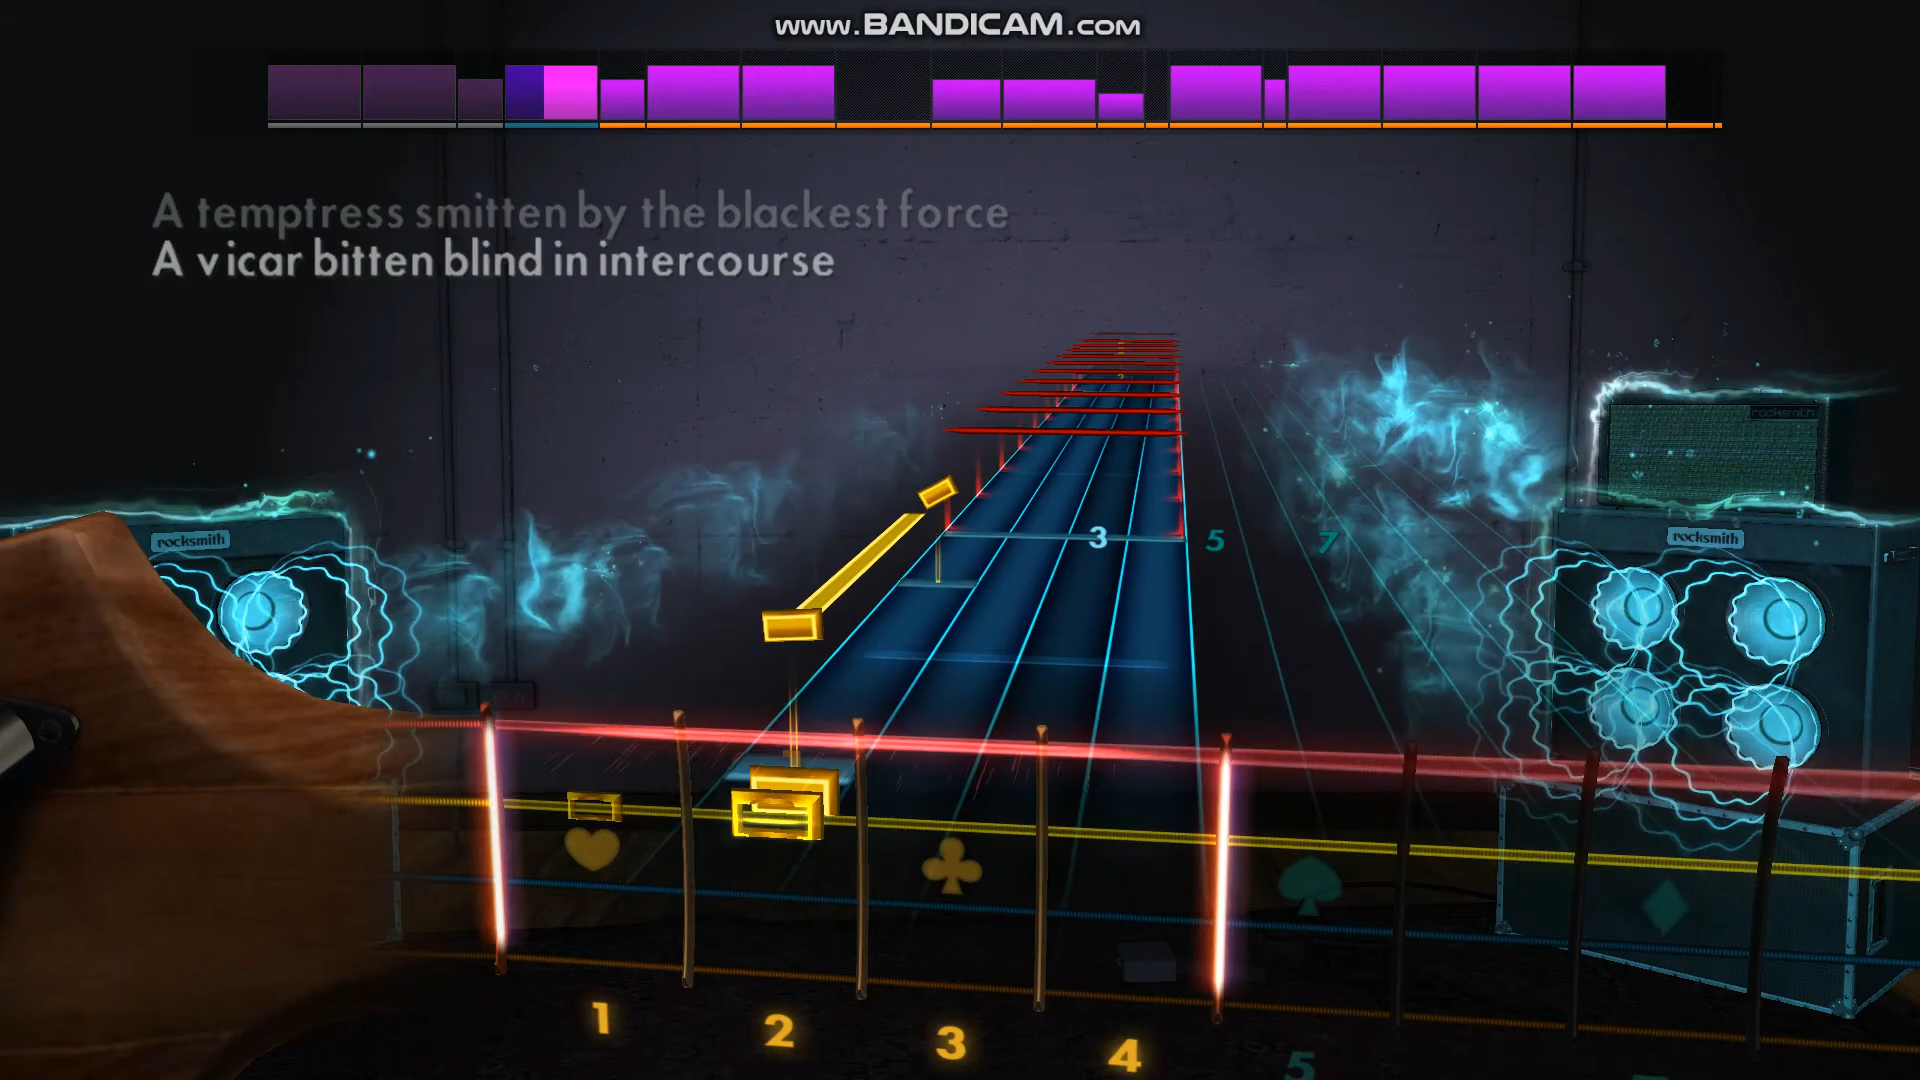 www.BANDICAM.com
A temptress smitten by the blackest force
A vicar bitten blind in intercourse
rocksmith
rocksmith
rocksmith
3 5 7
1 2 3 4 5